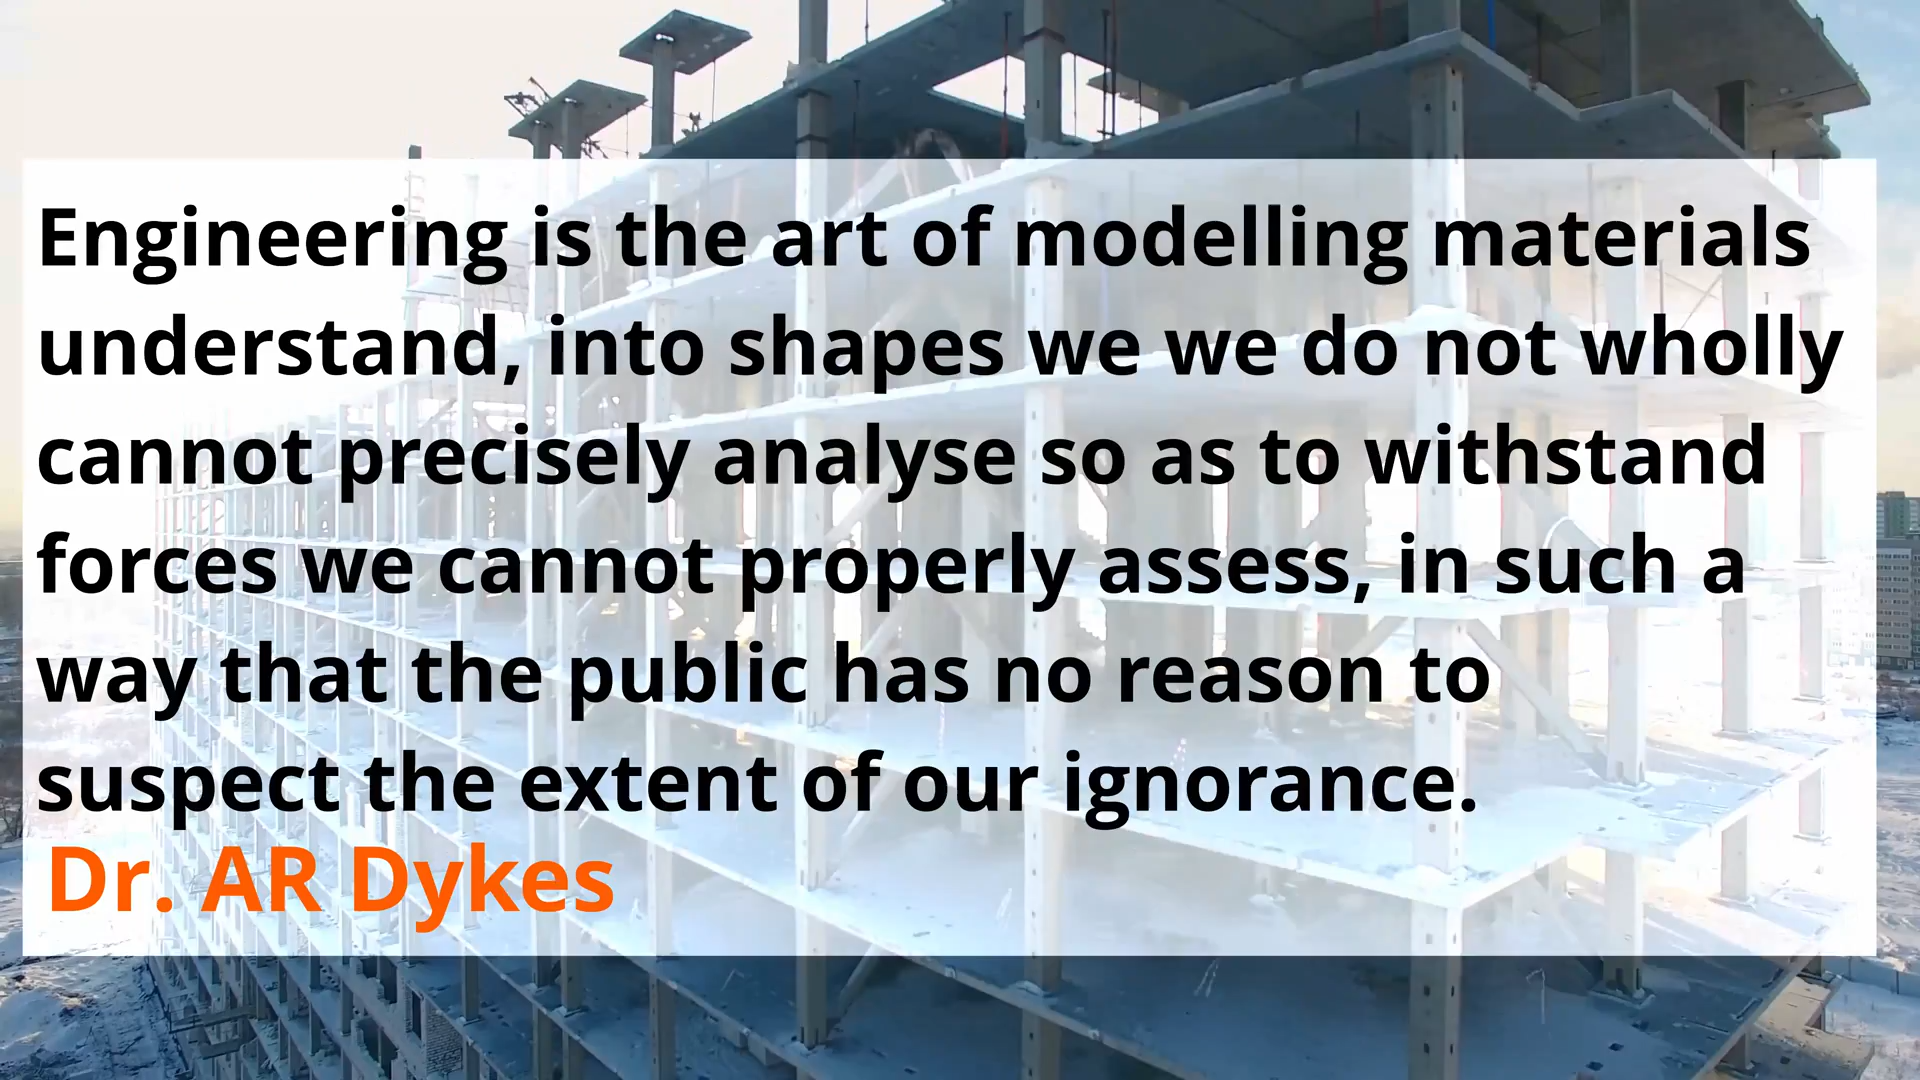 Engineering is the art of modelling materials
understand, into shapes we we do not wholly
cannot precisely analyse so as to withstand
forces we cannot properly assess, in such a
way that the public has no reason to
suspect the extent of our ignorance.
Dr. AR Dykes